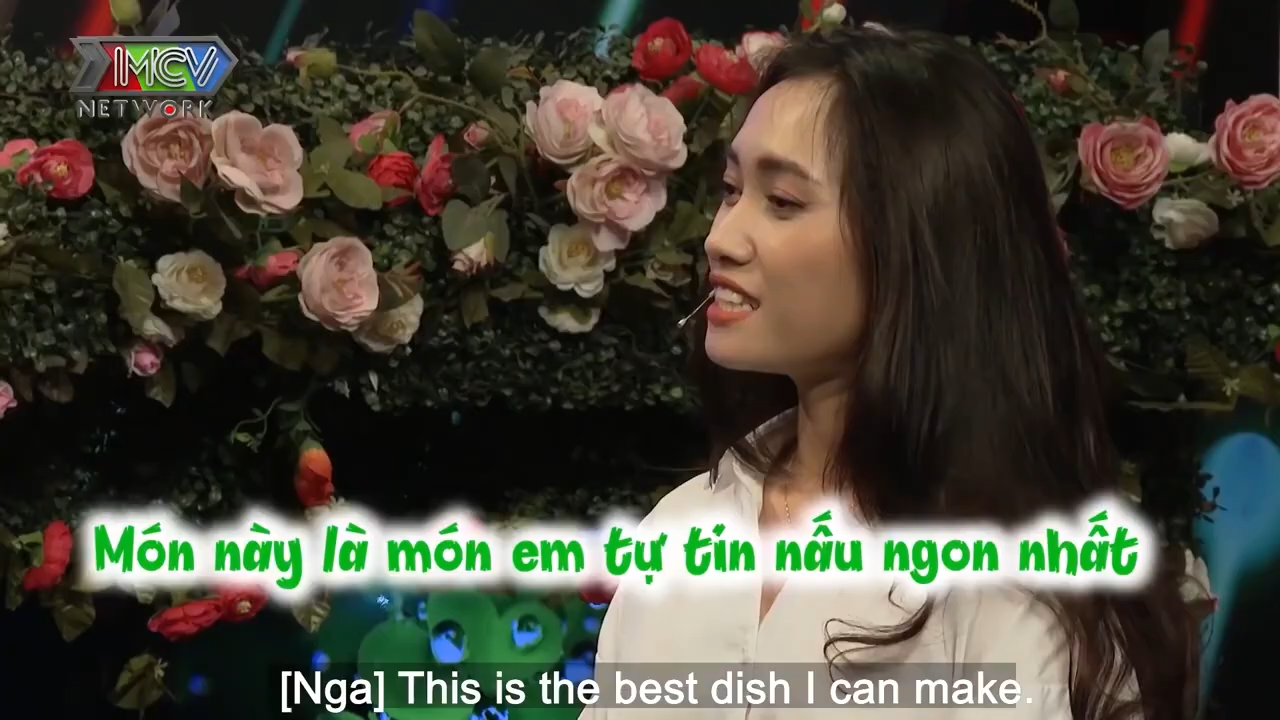 MCV
NETWORK
Món này là món em tự tin nấu ngon nhất
[Nga] This is the best dish I can make.